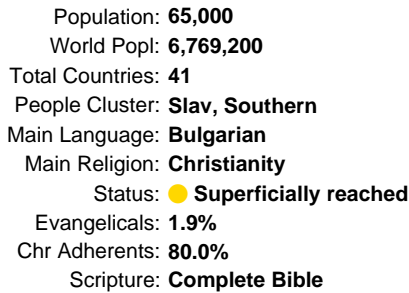 Population: 65,000
World Popl: 6,769,200
Total Countries: 41
People Cluster: Slav, Southern
Main Language: Bulgarian
Main Religion: Christianity
Status: Superficially reached
Evangelicals: 1.9%
Chr Adherents: 80.0%
Scripture: Complete Bible